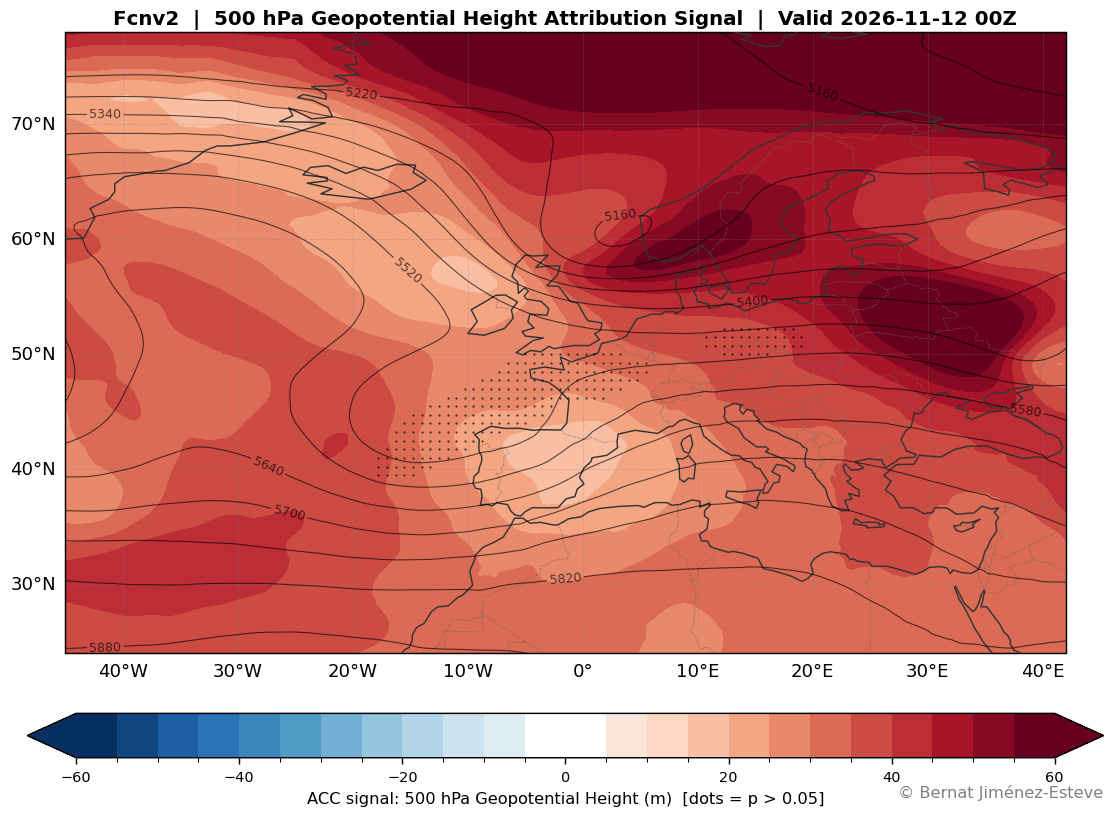 Fcnv2 | 500 hPa Geopotential Height Attribution Signal | Valid 2026-11-12 00Z
5220
5160
5340
70°N
5160
60°N
5520
5400
50°N
5580
5640
40°N
5700
5820
30°N
5880
40°W 30°W 20°W 10°W 0° 10°E 20°E 30°E 40°E
−60 −40 −20 0 20 40 60
ACC signal: 500 hPa Geopotential Height (m) [dots = p > 0.05]
© Bernat Jiménez-Esteve